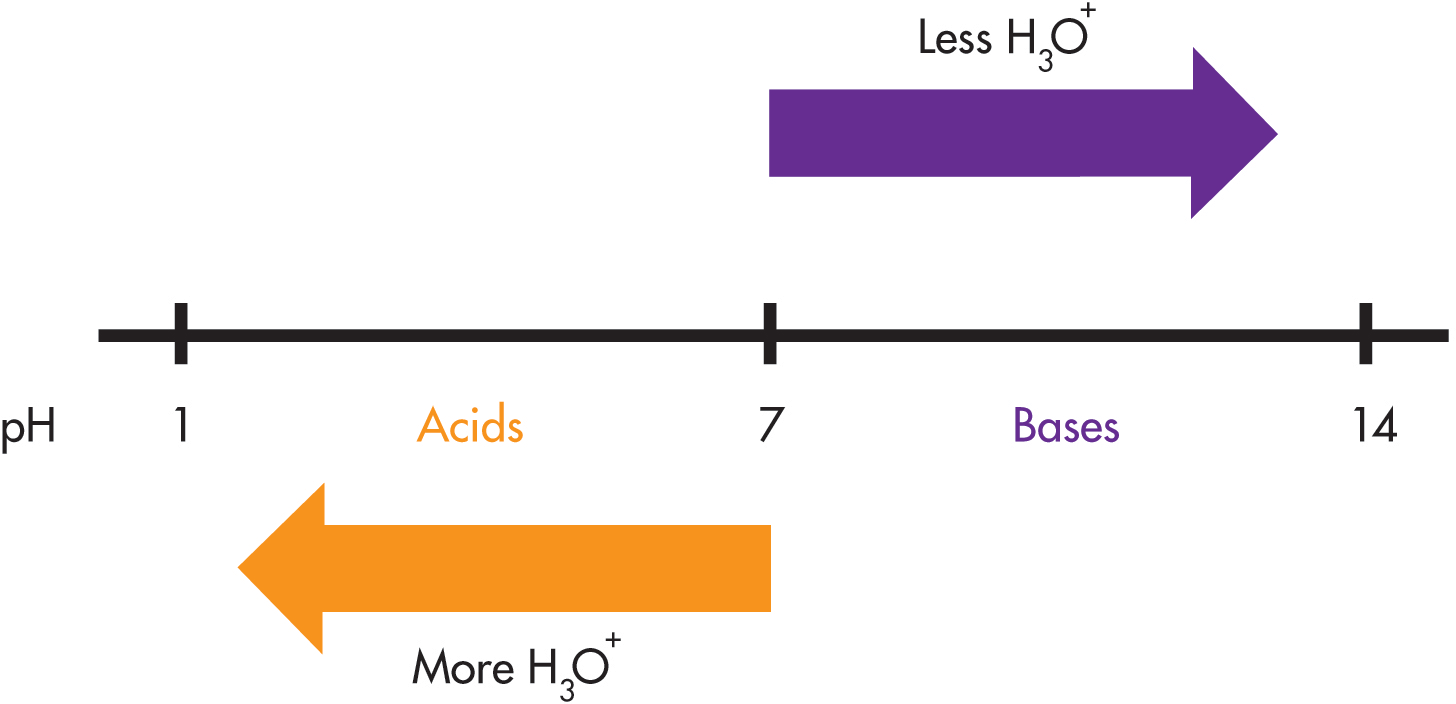 Less H₃O⁺
pH 1 Acids 7 Bases 14
More H₃O⁺